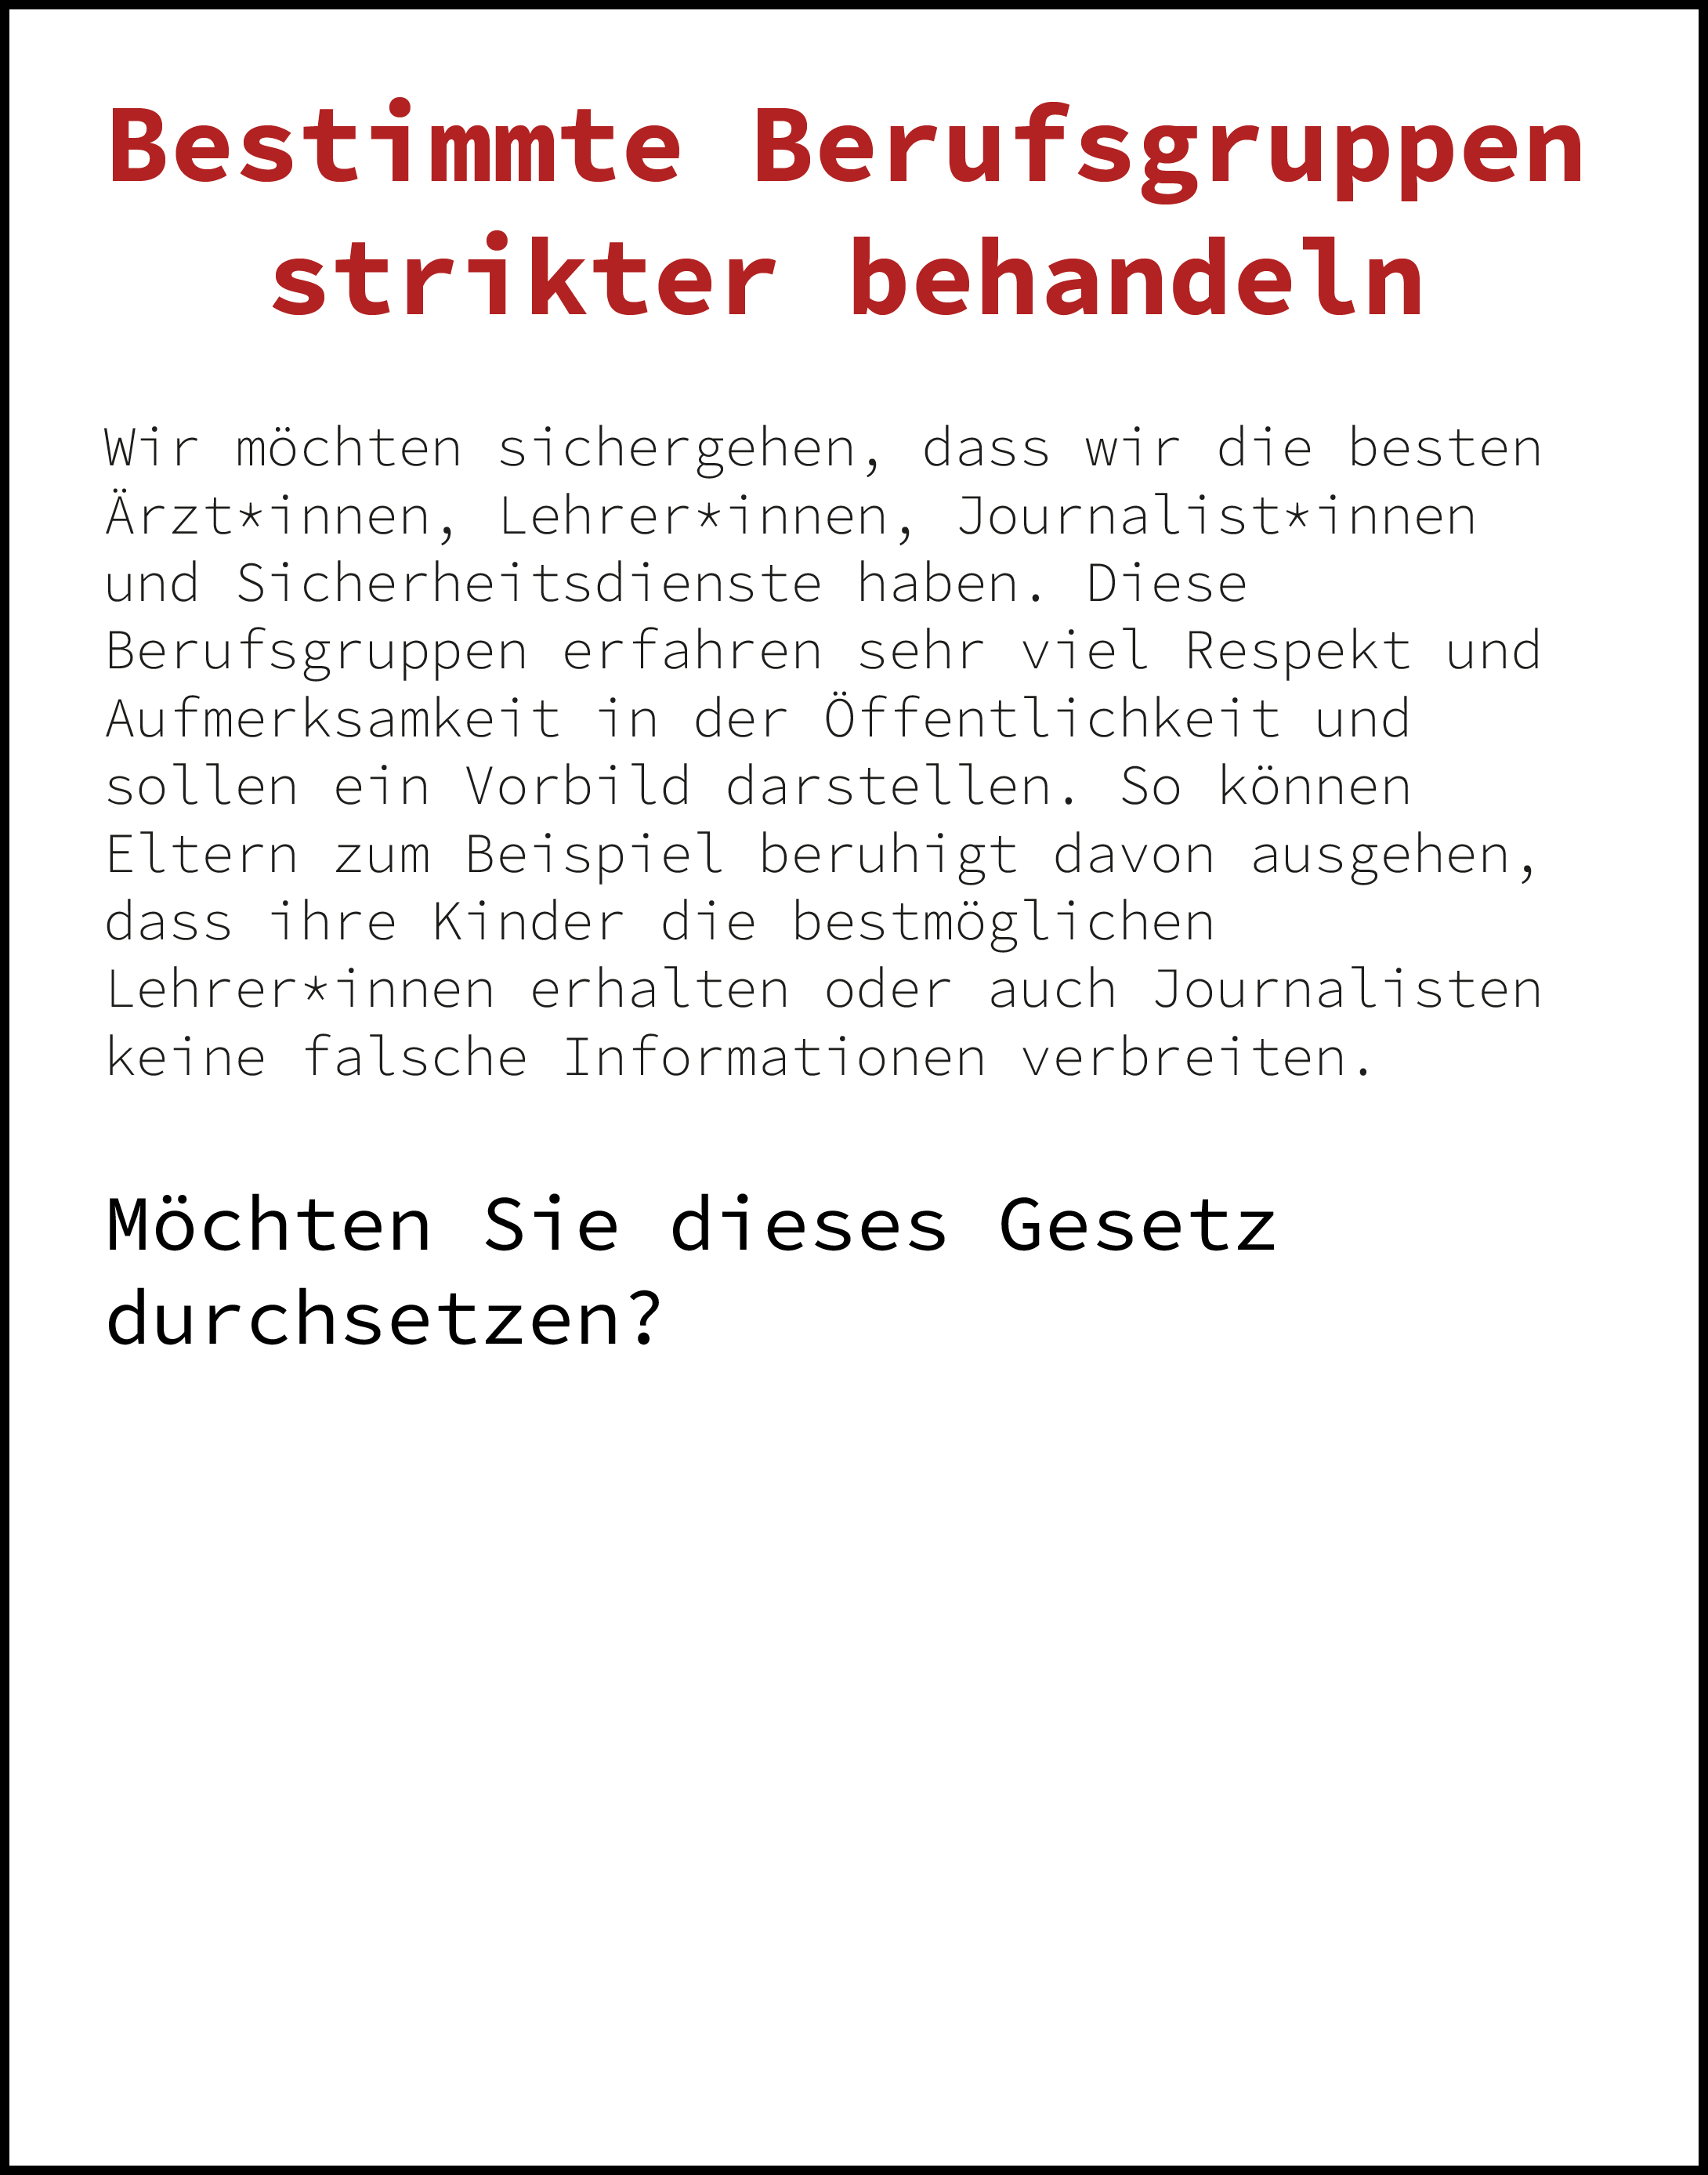 Bestimmte Berufsgruppen
strikter behandeln
Wir möchten sichergehen, dass wir die besten
Ärzt*innen, Lehrer*innen, Journalist*innen
und Sicherheitsdienste haben. Diese
Berufsgruppen erfahren sehr viel Respekt und
Aufmerksamkeit in der Öffentlichkeit und
sollen ein Vorbild darstellen. So können
Eltern zum Beispiel beruhigt davon ausgehen,
dass ihre Kinder die bestmöglichen
Lehrer*innen erhalten oder auch Journalisten
keine falsche Informationen verbreiten.
Möchten Sie dieses Gesetz
durchsetzen?